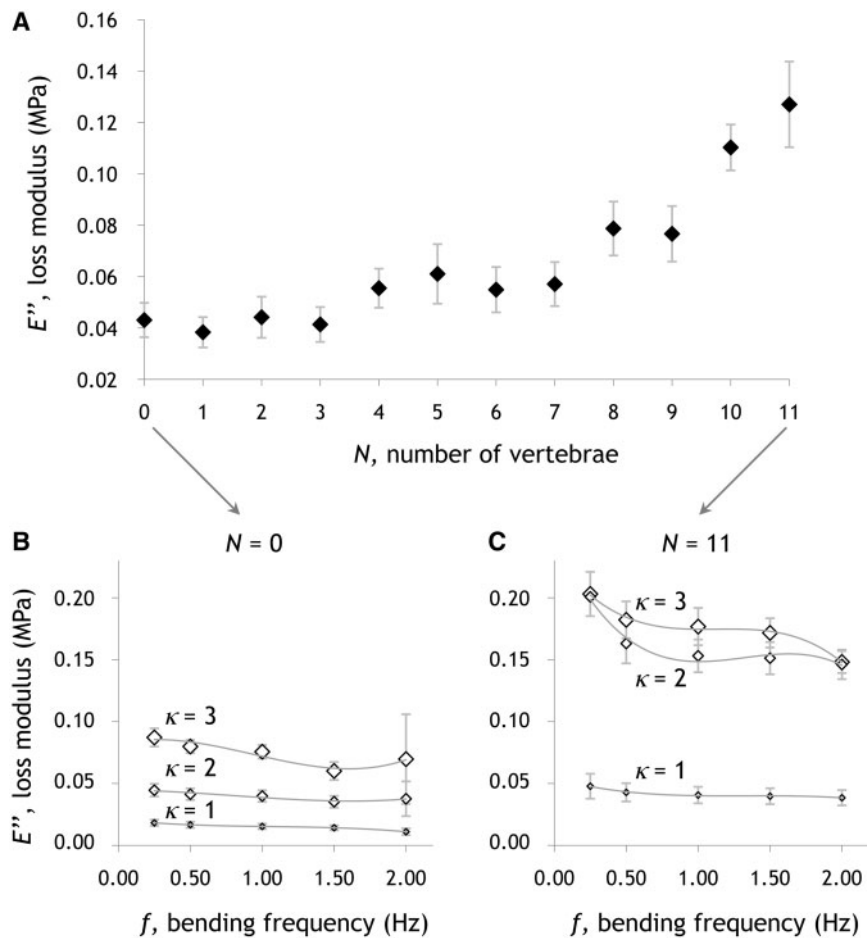 A
0.16
0.14
0.12
0.10
0.08
0.06
0.04
0.02
E”, loss modulus (MPa)
0 1 2 3 4 5 6 7 8 9 10 11
N, number of vertebrae
B
N = 0
0.20
0.15
0.10
0.05
0.00
E”, loss modulus (MPa)
κ = 3
κ = 2
κ = 1
0.00 0.50 1.00 1.50 2.00
f, bending frequency (Hz)
C
N = 11
0.20
0.15
0.10
0.05
0.00
κ = 3
κ = 2
κ = 1
0.00 0.50 1.00 1.50 2.00
f, bending frequency (Hz)